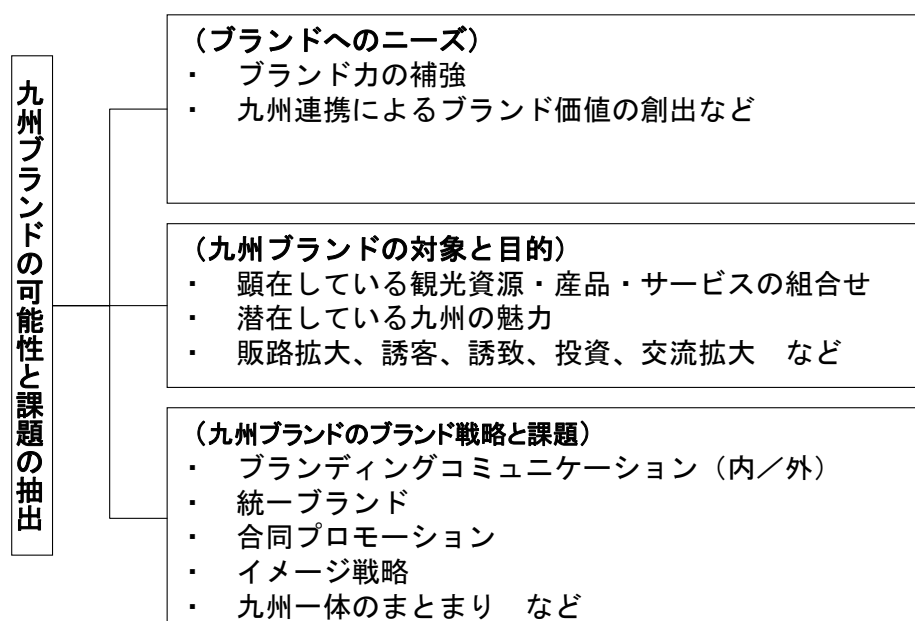 九州ブランドの可能性と課題の抽出
（ブランドへのニーズ）
・　ブランド力の補強
・　九州連携によるブランド価値の創出など
（九州ブランドの対象と目的）
・　顕在している観光資源・産品・サービスの組合せ
・　潜在している九州の魅力
・　販路拡大、誘客、誘致、投資、交流拡大　など
（九州ブランドのブランド戦略と課題）
・　ブランディングコミュニケーション（内／外）
・　統一ブランド
・　合同プロモーション
・　イメージ戦略
・　九州一体のまとまり　など